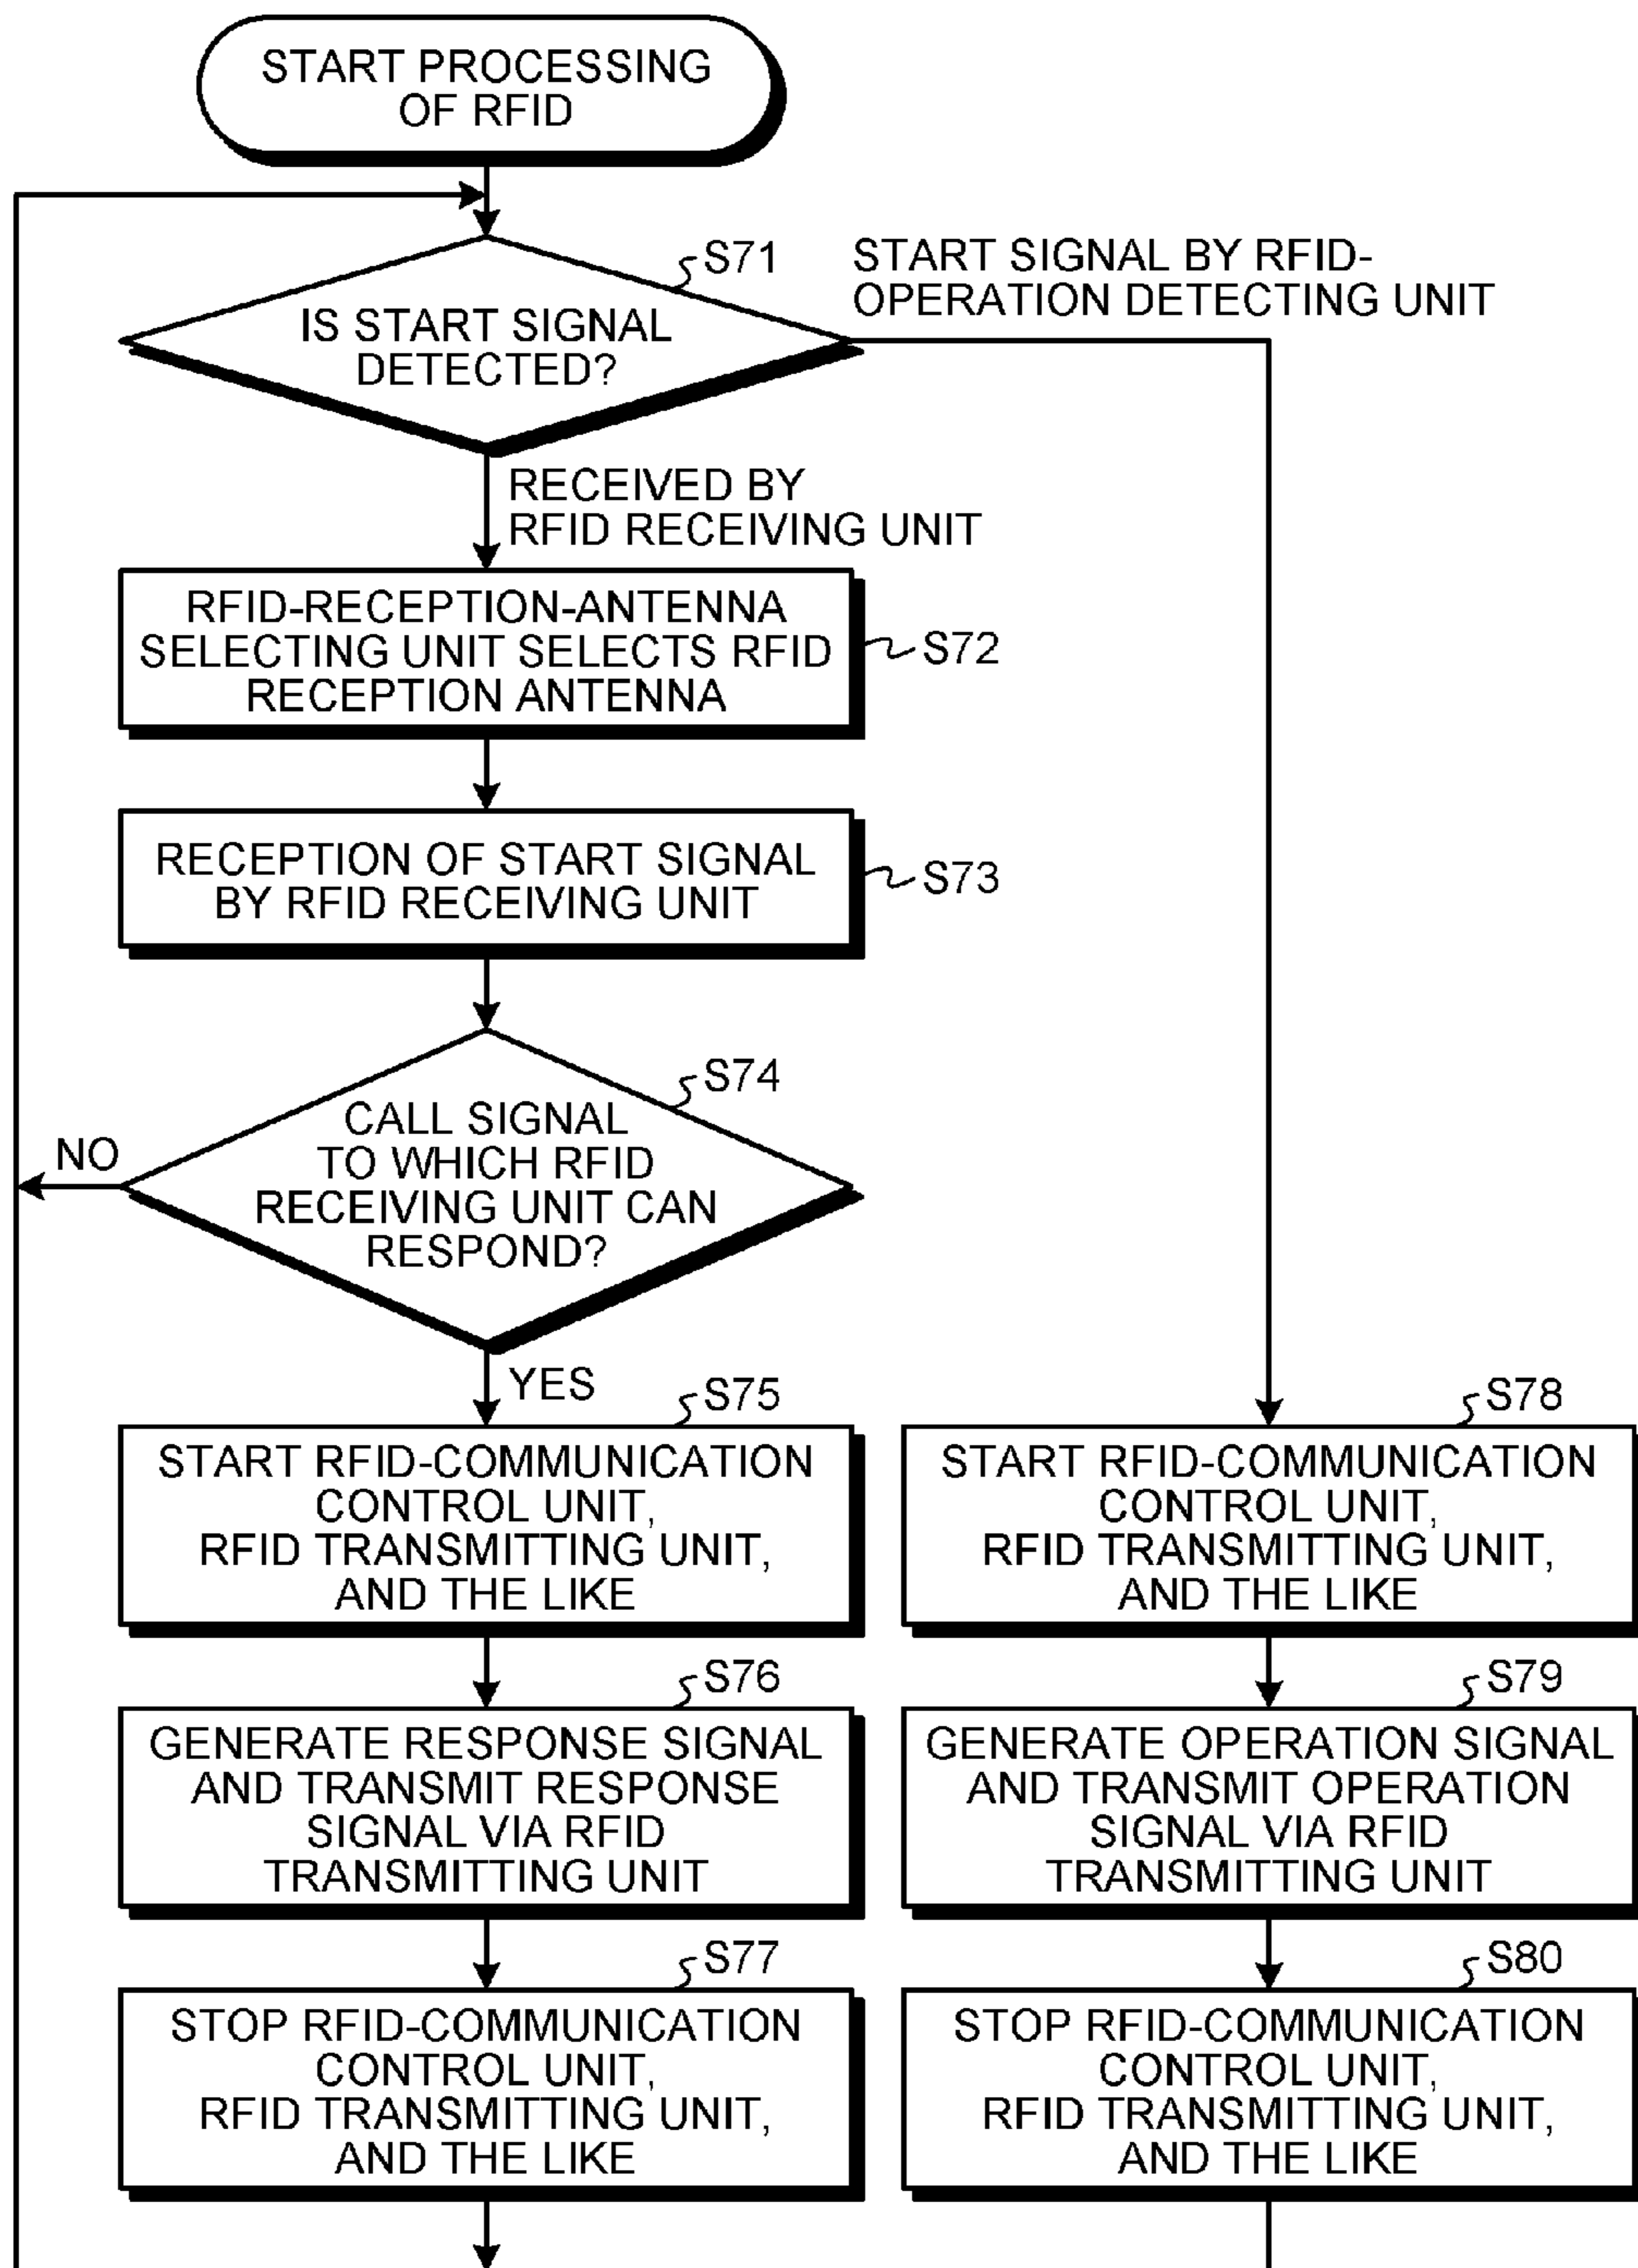 START PROCESSING
OF RFID
S71
START SIGNAL BY RFID-
OPERATION DETECTING UNIT
IS START SIGNAL
DETECTED?
RECEIVED BY
RFID RECEIVING UNIT
RFID-RECEPTION-ANTENNA
SELECTING UNIT SELECTS RFID
RECEPTION ANTENNA
S72
RECEPTION OF START SIGNAL
BY RFID RECEIVING UNIT
S73
S74
CALL SIGNAL
TO WHICH RFID
RECEIVING UNIT CAN
RESPOND?
NO
YES
S75
START RFID-COMMUNICATION
CONTROL UNIT,
RFID TRANSMITTING UNIT,
AND THE LIKE
S76
GENERATE RESPONSE SIGNAL
AND TRANSMIT RESPONSE
SIGNAL VIA RFID
TRANSMITTING UNIT
S77
STOP RFID-COMMUNICATION
CONTROL UNIT,
RFID TRANSMITTING UNIT,
AND THE LIKE
S78
START RFID-COMMUNICATION
CONTROL UNIT,
RFID TRANSMITTING UNIT,
AND THE LIKE
S79
GENERATE OPERATION SIGNAL
AND TRANSMIT OPERATION
SIGNAL VIA RFID
TRANSMITTING UNIT
S80
STOP RFID-COMMUNICATION
CONTROL UNIT,
RFID TRANSMITTING UNIT,
AND THE LIKE